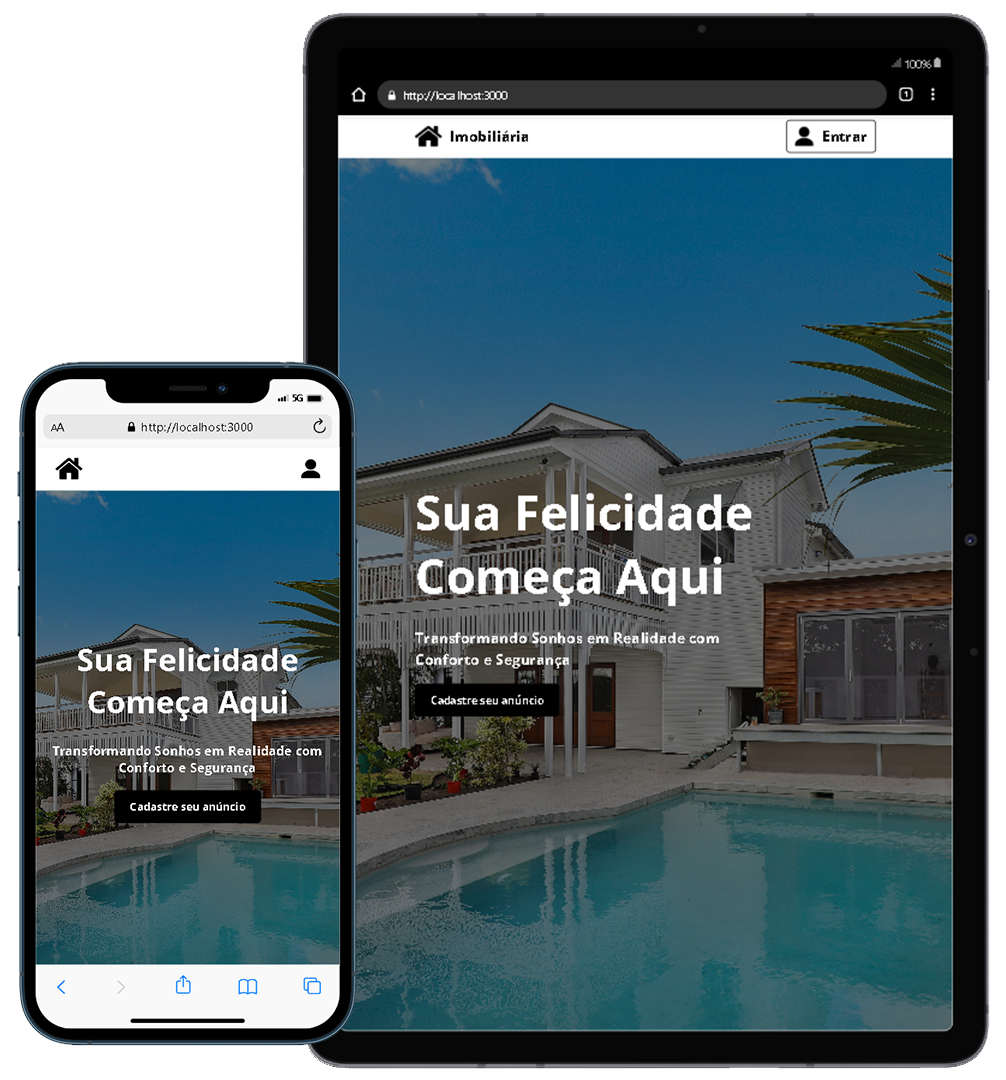 100%
http://localhost:3000
1
Imobiliária
Entrar
Sua Felicidade
Começa Aqui
Transformando Sonhos em Realidade com
Conforto e Segurança
Cadastre seu anúncio
5G
AA
http://localhost:3000
Sua Felicidade
Começa Aqui
Transformando Sonhos em Realidade com
Conforto e Segurança
Cadastre seu anúncio